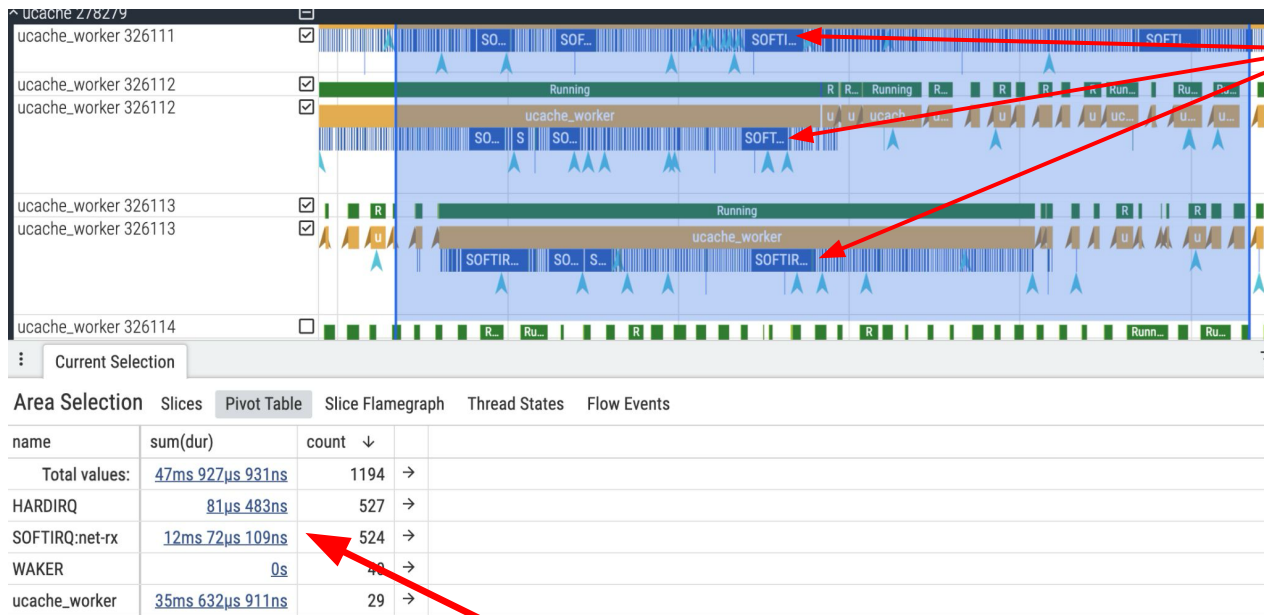 ucache 278279
ucache_worker 326111
SO... SOF... SOFTI... SOFTI...
ucache_worker 326112
Running R R... Running R... R R R Run... Ru... Ru...
ucache_worker 326112
ucache_worker u u ucach... u... u u uc... u... u...
SO... S SO... SOFT...
ucache_worker 326113
R Running R R
ucache_worker 326113
u ucache_worker u u
SOFTIR... SO... S... SOFTIR...
ucache_worker 326114
R... Ru... R R Runn... Ru...
Current Selection
Area Selection Slices Pivot Table Slice Flamegraph Thread States Flow Events
name sum(dur) count
Total values: 47ms 927µs 931ns 1194
HARDIRQ 81µs 483ns 527
SOFTIRQ:net-rx 12ms 72µs 109ns 524
WAKER 0s
ucache_worker 35ms 632µs 911ns 29